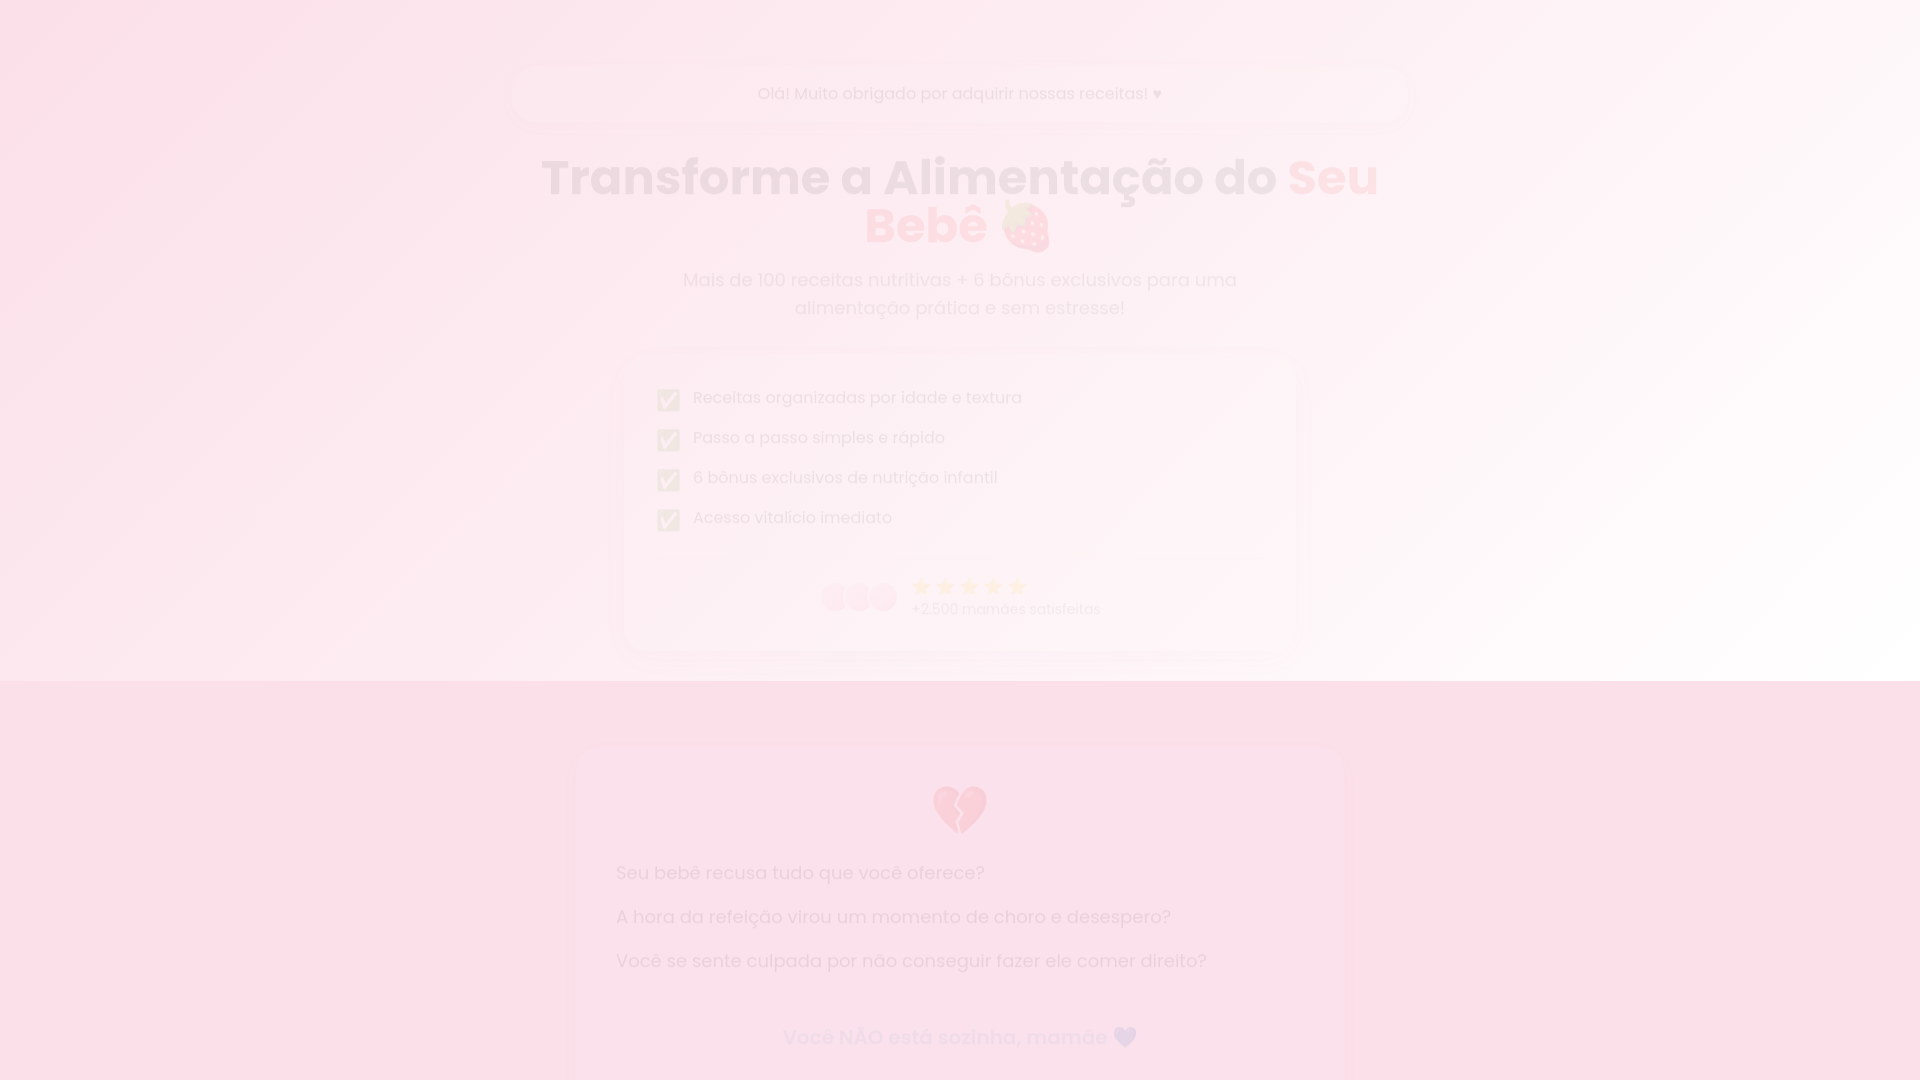 Olá! Muito obrigado por adquirir nossas receitas! ♥
Transforme a Alimentação do Seu
Bebê 🍓
Mais de 100 receitas nutritivas + 6 bônus exclusivos para uma
alimentação prática e sem estresse!
✅ Receitas organizadas por idade e textura
✅ Passo a passo simples e rápido
✅ 6 bônus exclusivos de nutrição infantil
✅ Acesso vitalício imediato
★★★★★
+2.500 mamães satisfeitas
💔
Seu bebê recusa tudo que você oferece?
A hora da refeição virou um momento de choro e desespero?
Você se sente culpada por não conseguir fazer ele comer direito?
Você NÃO está sozinha, mamãe 💙